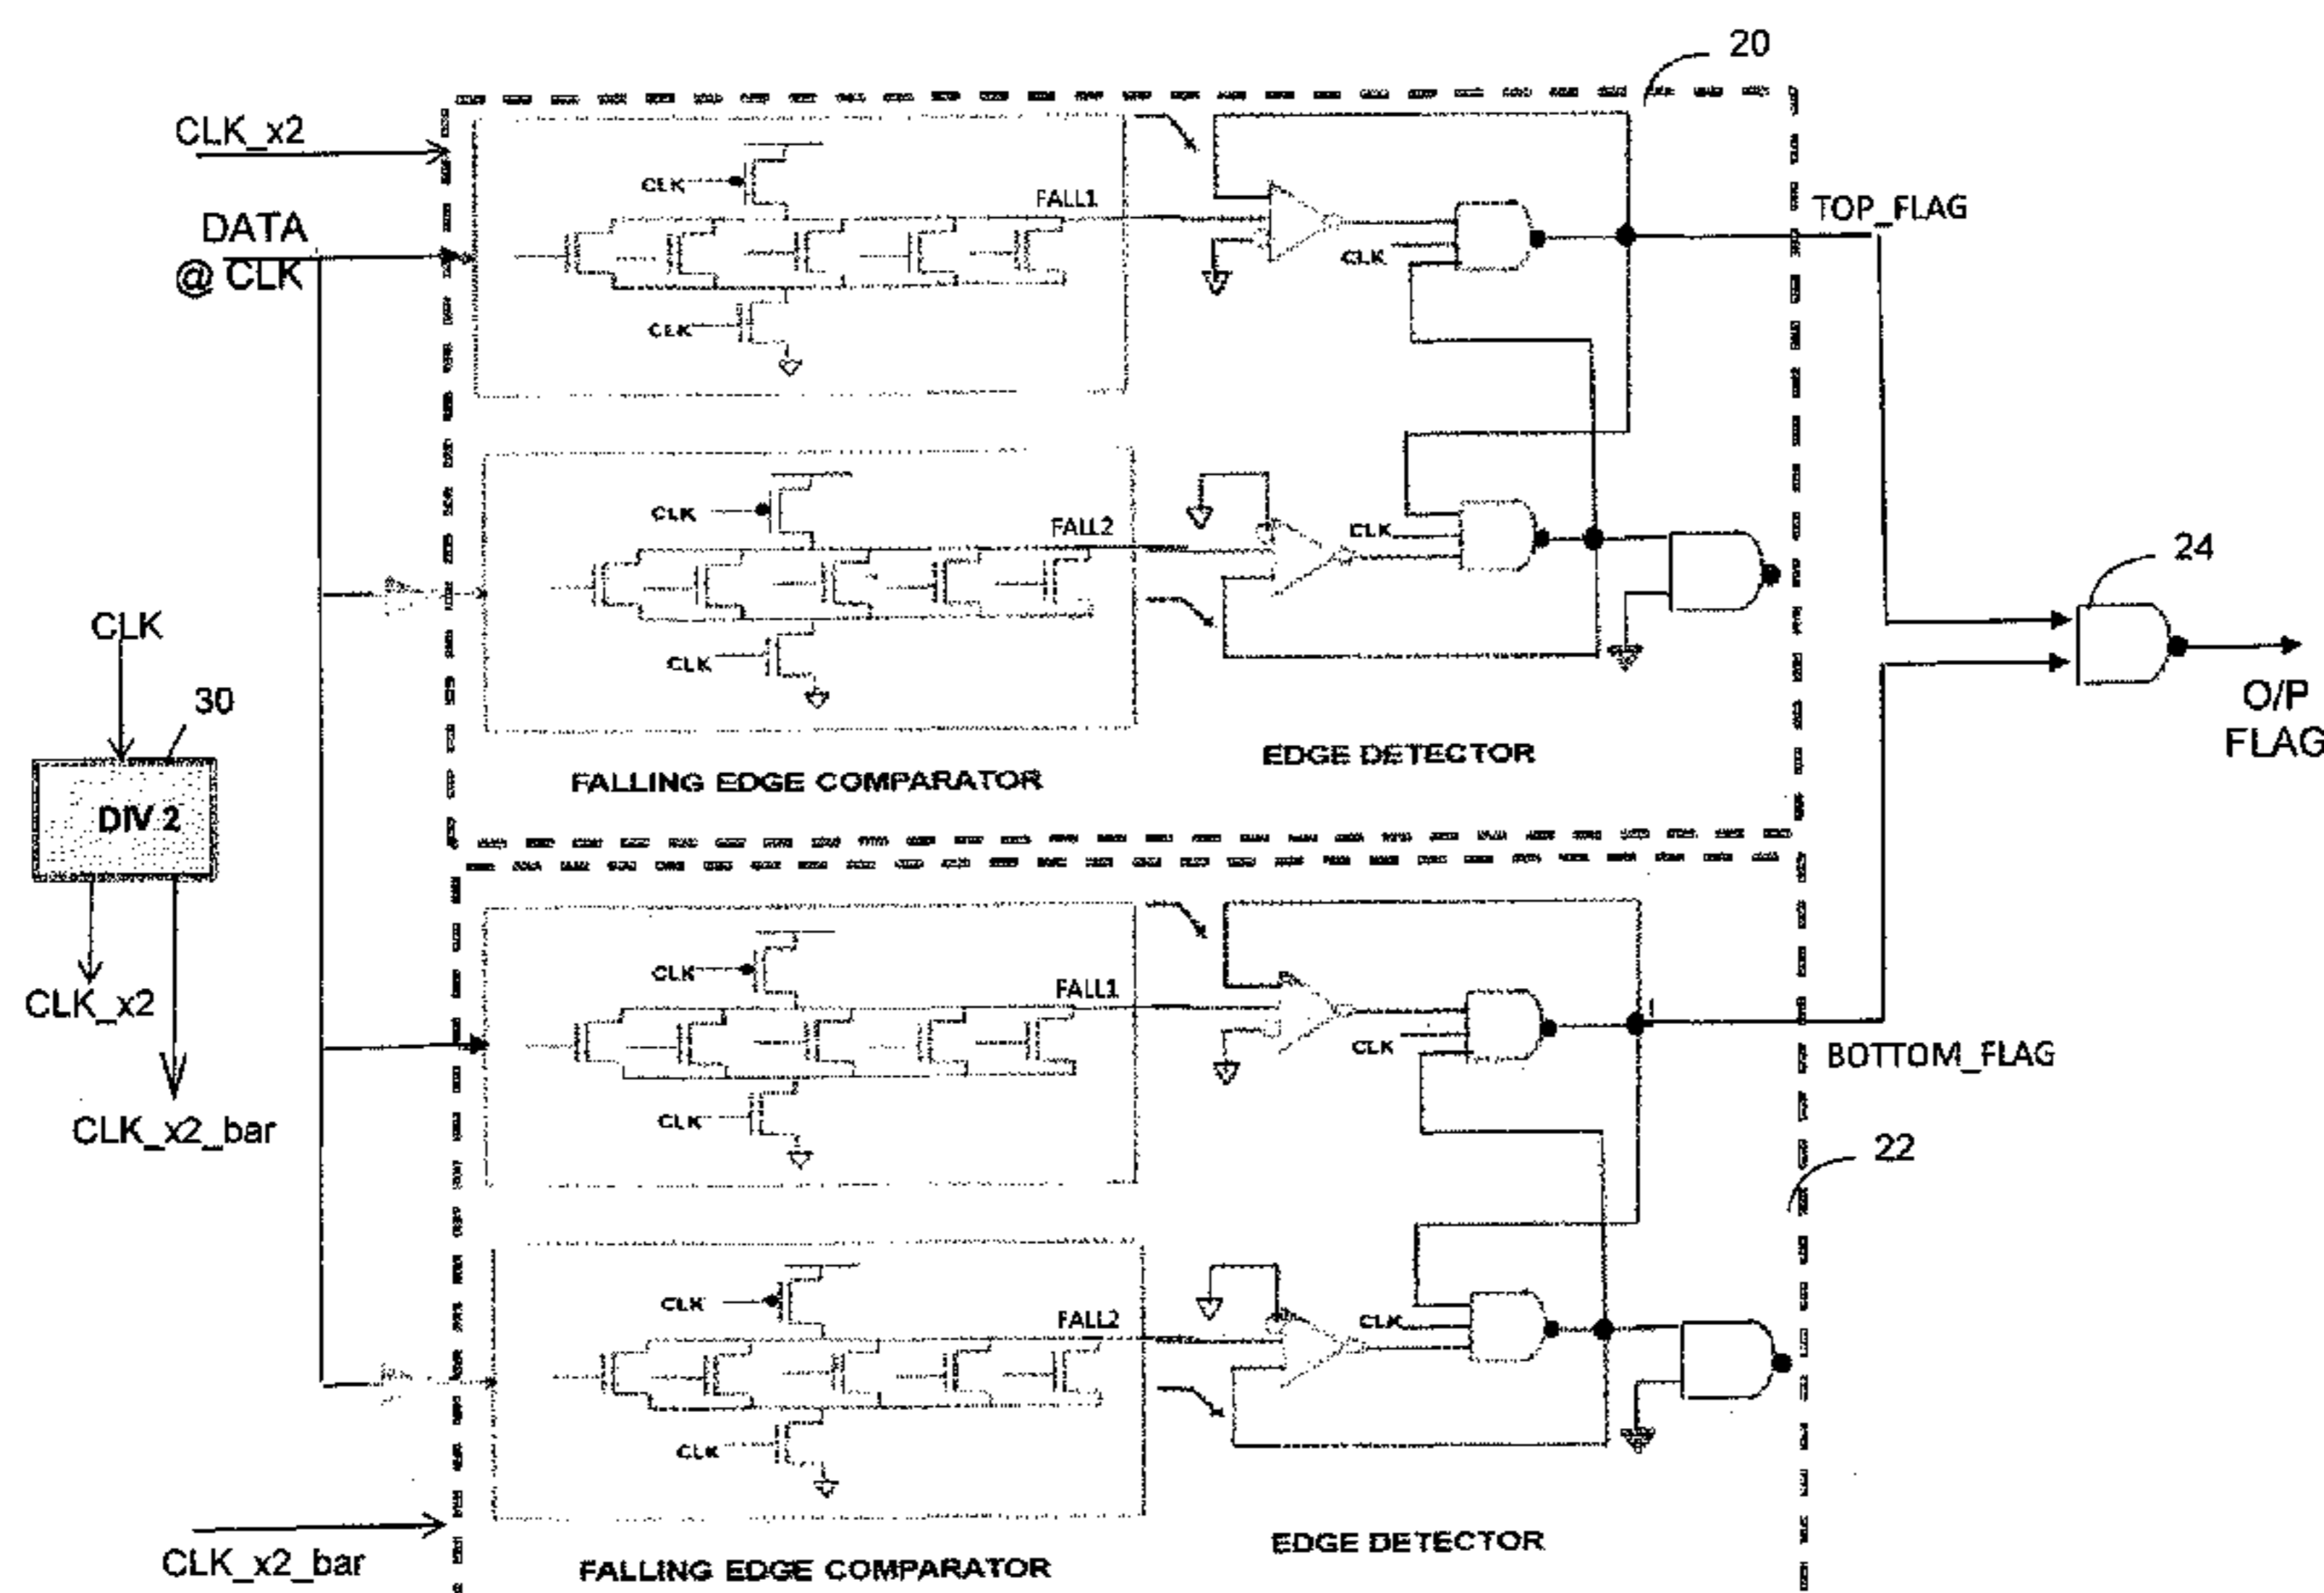 20
CLK_x2
CLK
FALL1
TOP_FLAG
DATA
@ CLK
CLK
CLK
CLK
FALL2
CLK
24
CLK
CLK
30
O/P
FLAG
EDGE DETECTOR
FALLING EDGE COMPARATOR
DIV 2
CLK
FALL1
CLK_x2
CLK
BOTTOM_FLAG
CLK
CLK_x2_bar
22
CLK
FALL2
CLK
CLK
CLK_x2_bar
EDGE DETECTOR
FALLING EDGE COMPARATOR